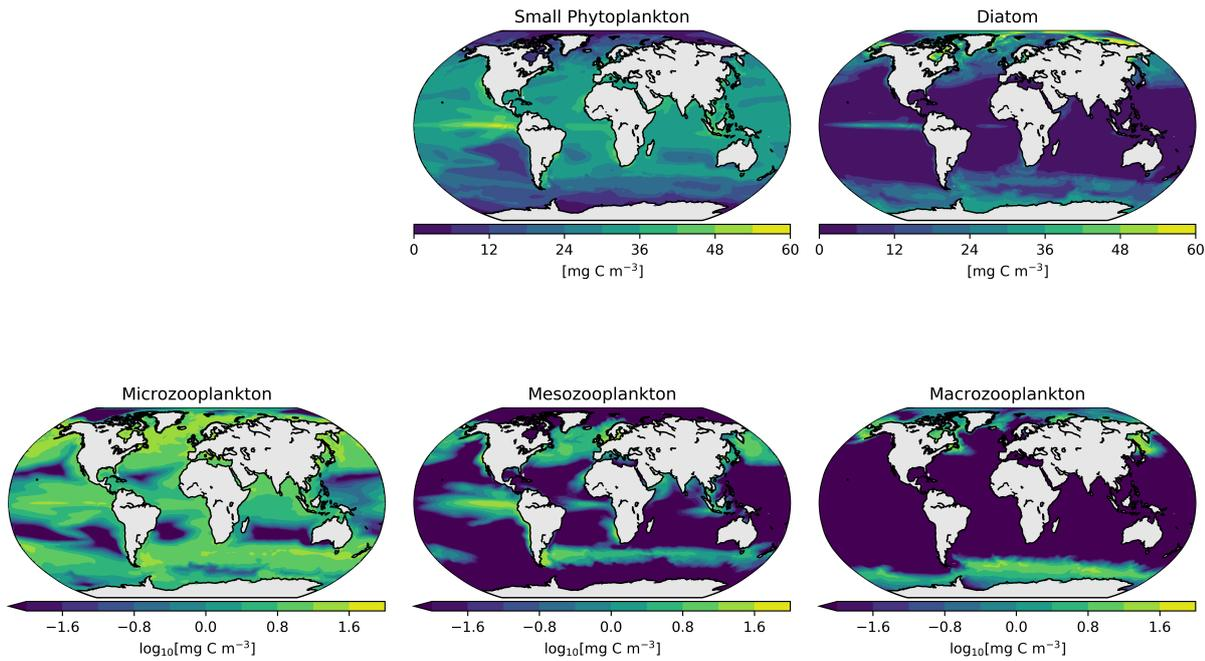 Small Phytoplankton
Diatom
0 12 24 36 48 60
[mg C m⁻³]
0 12 24 36 48 60
[mg C m⁻³]
Microzooplankton
Mesozooplankton
Macrozooplankton
−1.6 −0.8 0.0 0.8 1.6
log₁₀[mg C m⁻³]
−1.6 −0.8 0.0 0.8 1.6
log₁₀[mg C m⁻³]
−1.6 −0.8 0.0 0.8 1.6
log₁₀[mg C m⁻³]